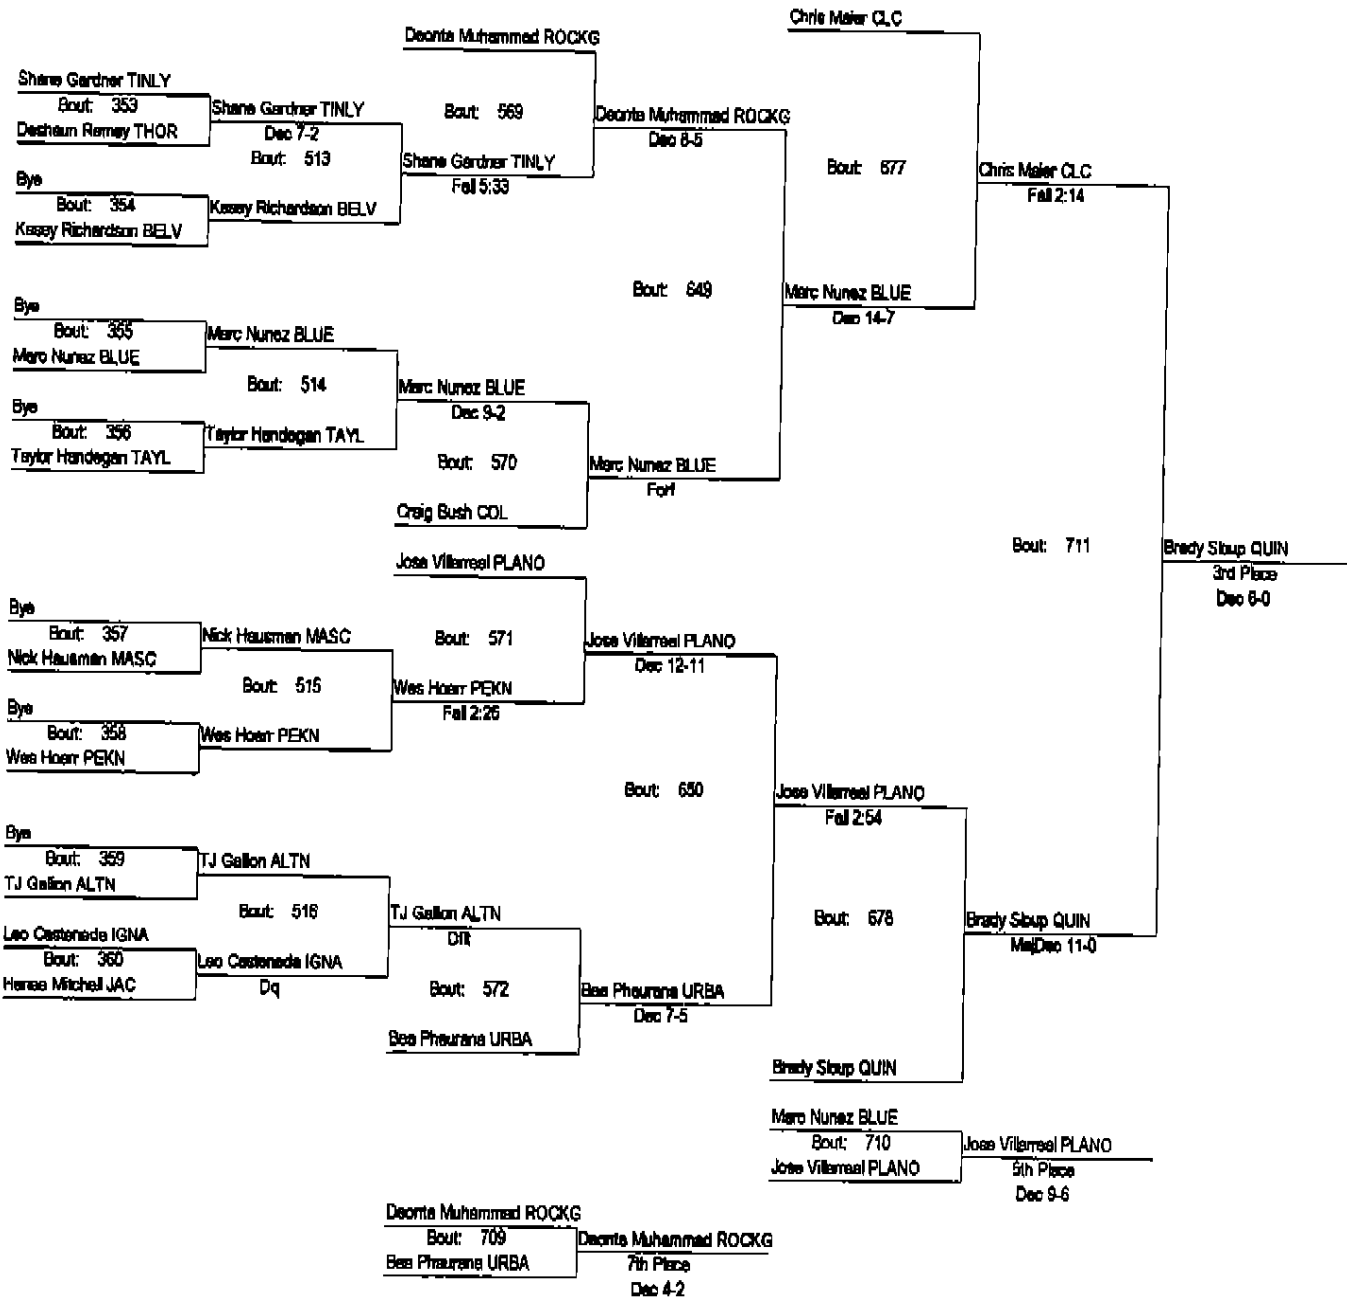 Chris Maier CLC
Deonta Muhammad ROCKG
Shane Gardner TINLY
Bout: 353
Deshaun Ramey THOR
Shane Gardner TINLY
Dec 7-2
Bout: 569
Deonta Muhammad ROCKG
Dec 8-5
Bout: 513
Shane Gardner TINLY
Fall 5:33
Bout: 677
Chris Maier CLC
Fall 2:14
Bye
Bout: 354
Kasey Richardson BELV
Kasey Richardson BELV
Bout: 649
Marc Nunez BLUE
Dec 14-7
Bye
Bout: 355
Marc Nunez BLUE
Marc Nunez BLUE
Bout: 514
Marc Nunez BLUE
Dec 9-2
Bye
Bout: 356
Taylor Handegan TAYL
Taylor Handegan TAYL
Bout: 570
Marc Nunez BLUE
Forf
Craig Bush COL
Bout: 711
Brady Sloup QUIN
3rd Place
Dec 6-0
Jose Villarreal PLANO
Bye
Bout: 357
Nick Hausman MASC
Nick Hausman MASC
Bout: 571
Jose Villarreal PLANO
Dec 12-11
Bout: 515
Wes Hoerr PEKN
Fall 2:26
Bye
Bout: 358
Wes Hoerr PEKN
Wes Hoerr PEKN
Bout: 650
Jose Villarreal PLANO
Fall 2:54
Bye
Bout: 359
TJ Gallon ALTN
TJ Gallon ALTN
Bout: 516
TJ Gallon ALTN
Dflt
Bout: 678
Brady Sloup QUIN
MajDec 11-0
Leo Casteneda IGNA
Bout: 360
Mitchell JAC
Leo Casteneda IGNA
Dq
Bout: 572
Bee Phaurana URBA
Dec 7-5
Bee Phaurana URBA
Brady Sloup QUIN
Marc Nunez BLUE
Bout: 710
Jose Villarreal PLANO
Jose Villarreal PLANO
5th Place
Dec 9-6
Deonta Muhammad ROCKG
Bout: 709
Bee Phaurana URBA
Deonta Muhammad ROCKG
7th Place
Dec 4-2